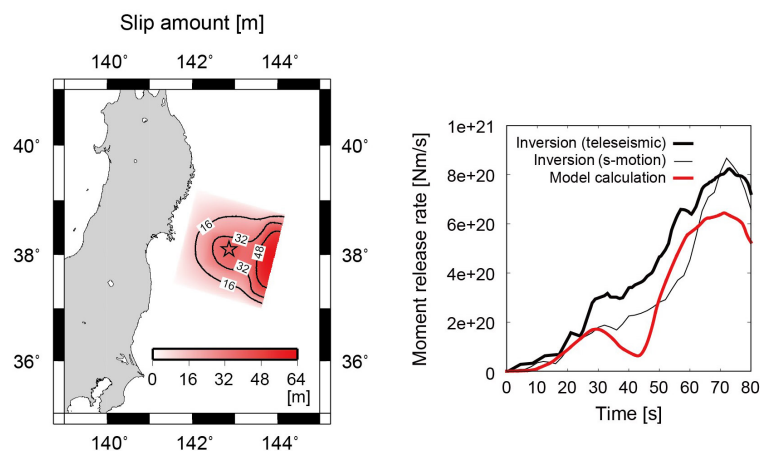 Slip amount [m]
140° 142° 144°
40° 40°
38° 38°
36° 36°
16
32
48
32
16
0 16 32 48 64
[m]
140° 142° 144°
Moment release rate [Nm/s]
1e+21
8e+20
6e+20
4e+20
2e+20
0
Inversion (teleseismic)
Inversion (s-motion)
Model calculation
0 10 20 30 40 50 60 70 80
Time [s]